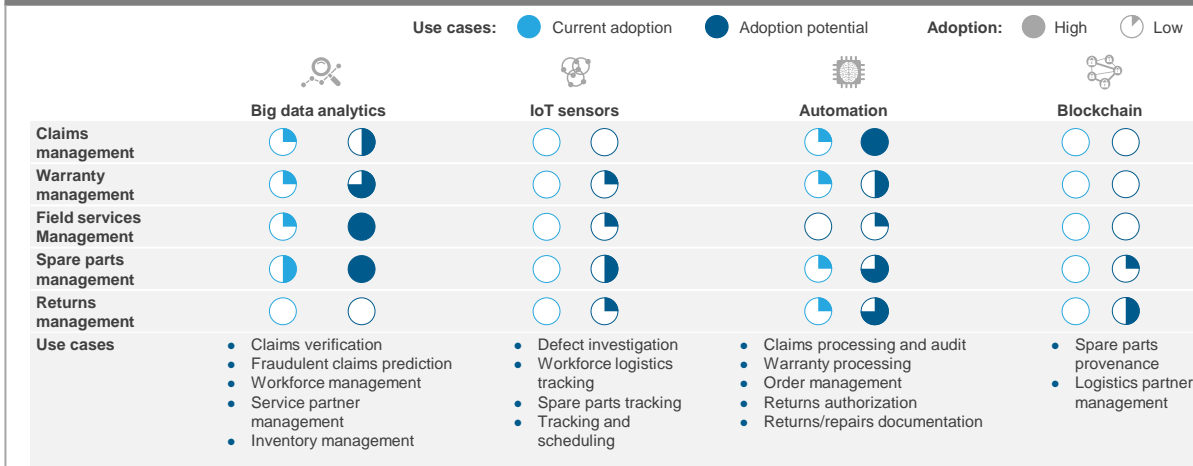 Use cases: Current adoption Adoption potential Adoption: High Low
Big data analytics IoT sensors Automation Blockchain
Claims
management
Warranty
management
Field services
Management
Spare parts
management
Returns
management
Use cases
● Claims verification
● Fraudulent claims prediction
● Workforce management
● Service partner
management
● Inventory management
● Defect investigation
● Workforce logistics
tracking
● Spare parts tracking
● Tracking and
scheduling
● Claims processing and audit
● Warranty processing
● Order management
● Returns authorization
● Returns/repairs documentation
● Spare parts
provenance
● Logistics partner
management